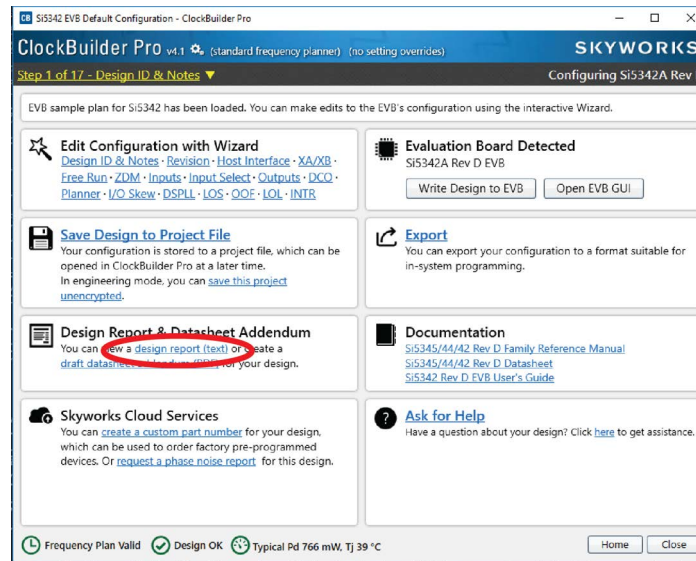 CB Si5342 EVB Default Configuration - ClockBuilder Pro
ClockBuilder Pro v4.1 (standard frequency planner) (no setting overrides)
SKYWORKS
Step 1 of 17 - Design ID & Notes ▼
Configuring Si5342A Rev
EVB sample plan for Si5342 has been loaded. You can make edits to the EVB's configuration using the interactive Wizard.
Edit Configuration with Wizard
Design ID & Notes · Revision · Host Interface · XA/XB ·
Free Run · ZDM · Inputs · Input Select · Outputs · DCO ·
Planner · I/O Skew · DSPLL · LOS · OOF · LOL · INTR
Evaluation Board Detected
Si5342A Rev D EVB
Write Design to EVB
Open EVB GUI
Save Design to Project File
Your configuration is stored to a project file, which can be
opened in ClockBuilder Pro at a later time.
In engineering mode, you can save this project
unencrypted.
Export
You can export your configuration to a format suitable for
in-system programming.
Design Report & Datasheet Addendum
You can view a design report (text) or create a
draft datasheet addendum (PDF) for your design.
Documentation
Si5345/44/42 Rev D Family Reference Manual
Si5345/44/42 Rev D Datasheet
Si5342 Rev D EVB User's Guide
Skyworks Cloud Services
You can create a custom part number for your design,
which can be used to order factory pre-programmed
devices. Or request a phase noise report for this design.
? Ask for Help
Have a question about your design? Click here to get assistance.
Frequency Plan Valid
Design OK
Typical Pd 766 mW, Tj 39 °C
Home
Close